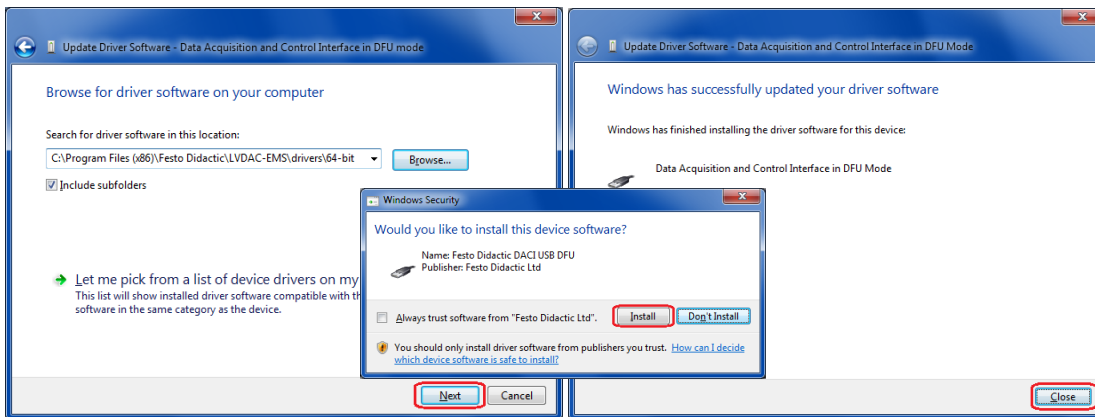 Update Driver Software - Data Acquisition and Control Interface in DFU mode
Browse for driver software on your computer
Search for driver software in this location:
C:\Program Files (x86)\Festo Didactic\LVDAC-EMS\drivers\64-bit
Browse...
Include subfolders
Let me pick from a list of device drivers on my
This list will show installed driver software compatible with th
software in the same category as the device.
Next
Cancel
Windows Security
Would you like to install this device software?
Name: Festo Didactic DACI USB DFU
Publisher: Festo Didactic Ltd
Always trust software from "Festo Didactic Ltd".
Install
Don't Install
You should only install driver software from publishers you trust. How can I decide
which device software is safe to install?
Update Driver Software - Data Acquisition and Control Interface in DFU Mode
Windows has successfully updated your driver software
Windows has finished installing the driver software for this device:
Data Acquisition and Control Interface in DFU Mode
Close